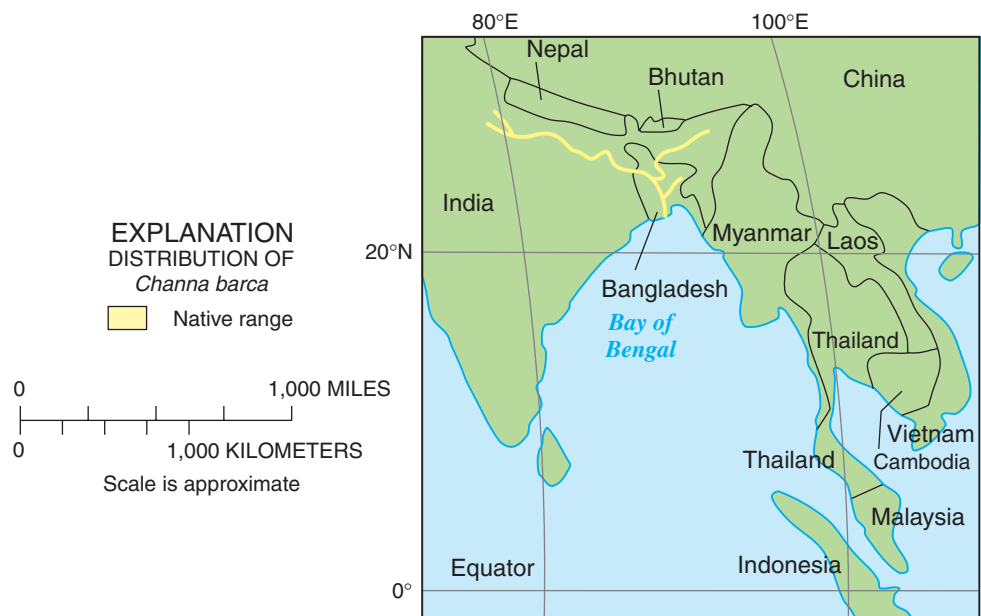 80°E
100°E
Nepal
Bhutan
China
India
EXPLANATION
DISTRIBUTION OF
Channa barca
Native range
20°N
Myanmar
Laos
Bangladesh
Bay of
Bengal
Thailand
0
1,000 MILES
0
1,000 KILOMETERS
Scale is approximate
Vietnam
Cambodia
Thailand
Malaysia
Indonesia
Equator
0°